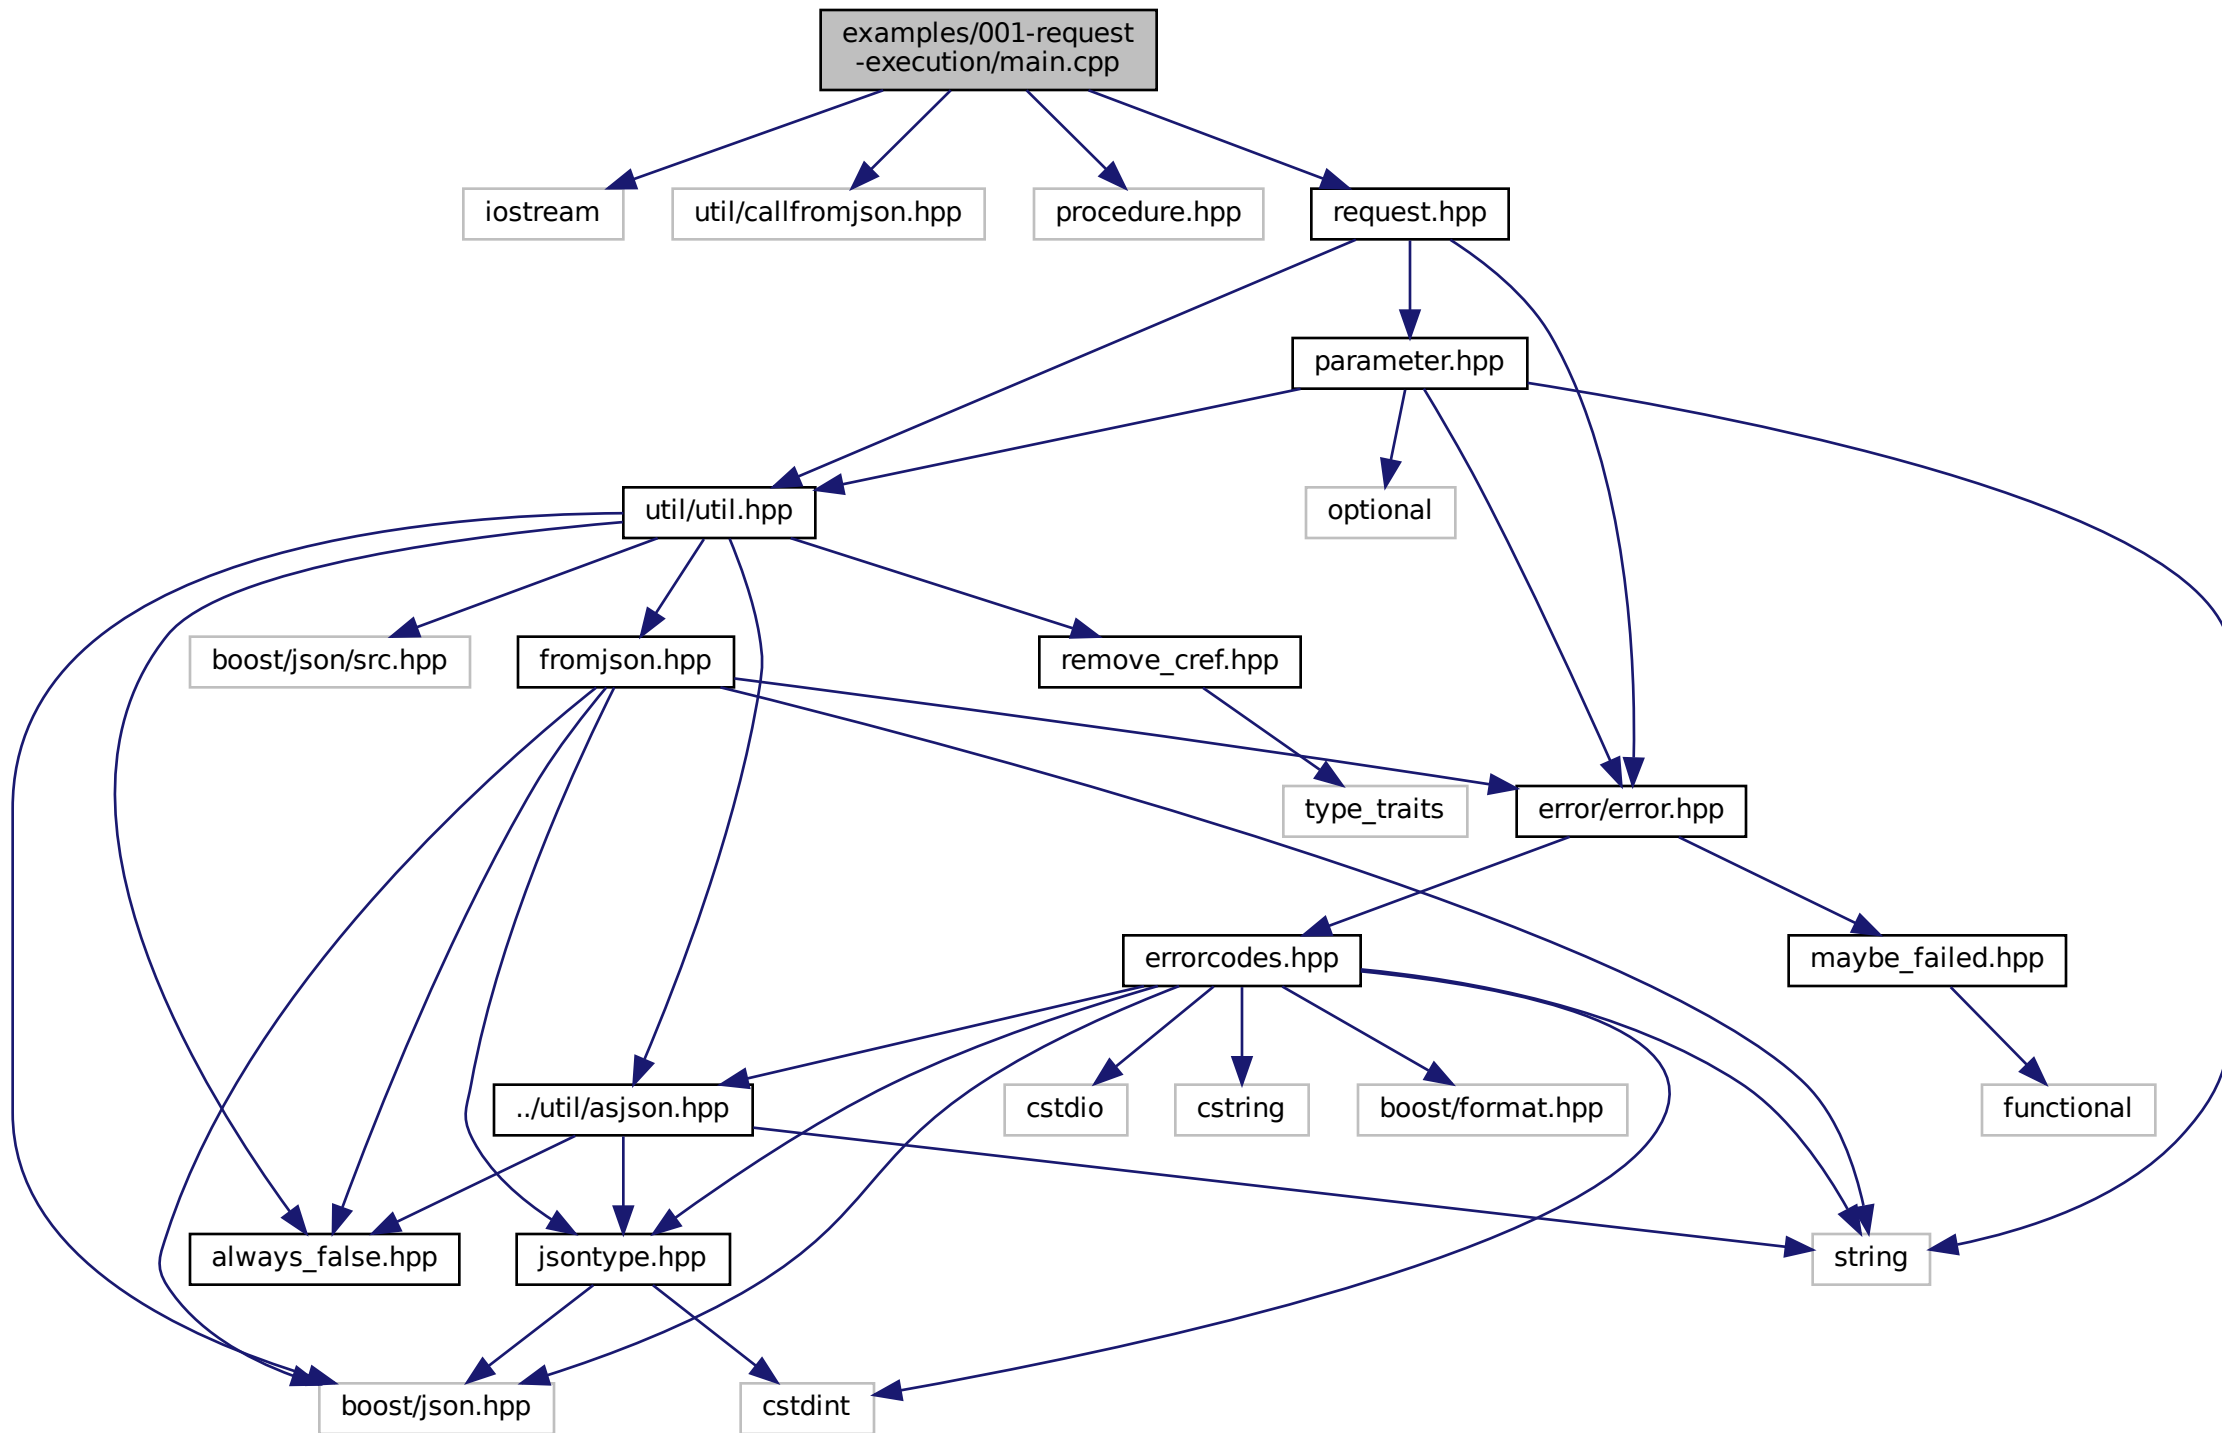 examples/001-request
-execution/main.cpp
iostream
util/callfromjson.hpp
procedure.hpp
request.hpp
parameter.hpp
util/util.hpp
optional
boost/json/src.hpp
fromjson.hpp
remove_cref.hpp
type_traits
error/error.hpp
errorcodes.hpp
maybe_failed.hpp
../util/asjson.hpp
cstdio
cstring
boost/format.hpp
functional
always_false.hpp
jsontype.hpp
string
boost/json.hpp
cstdint